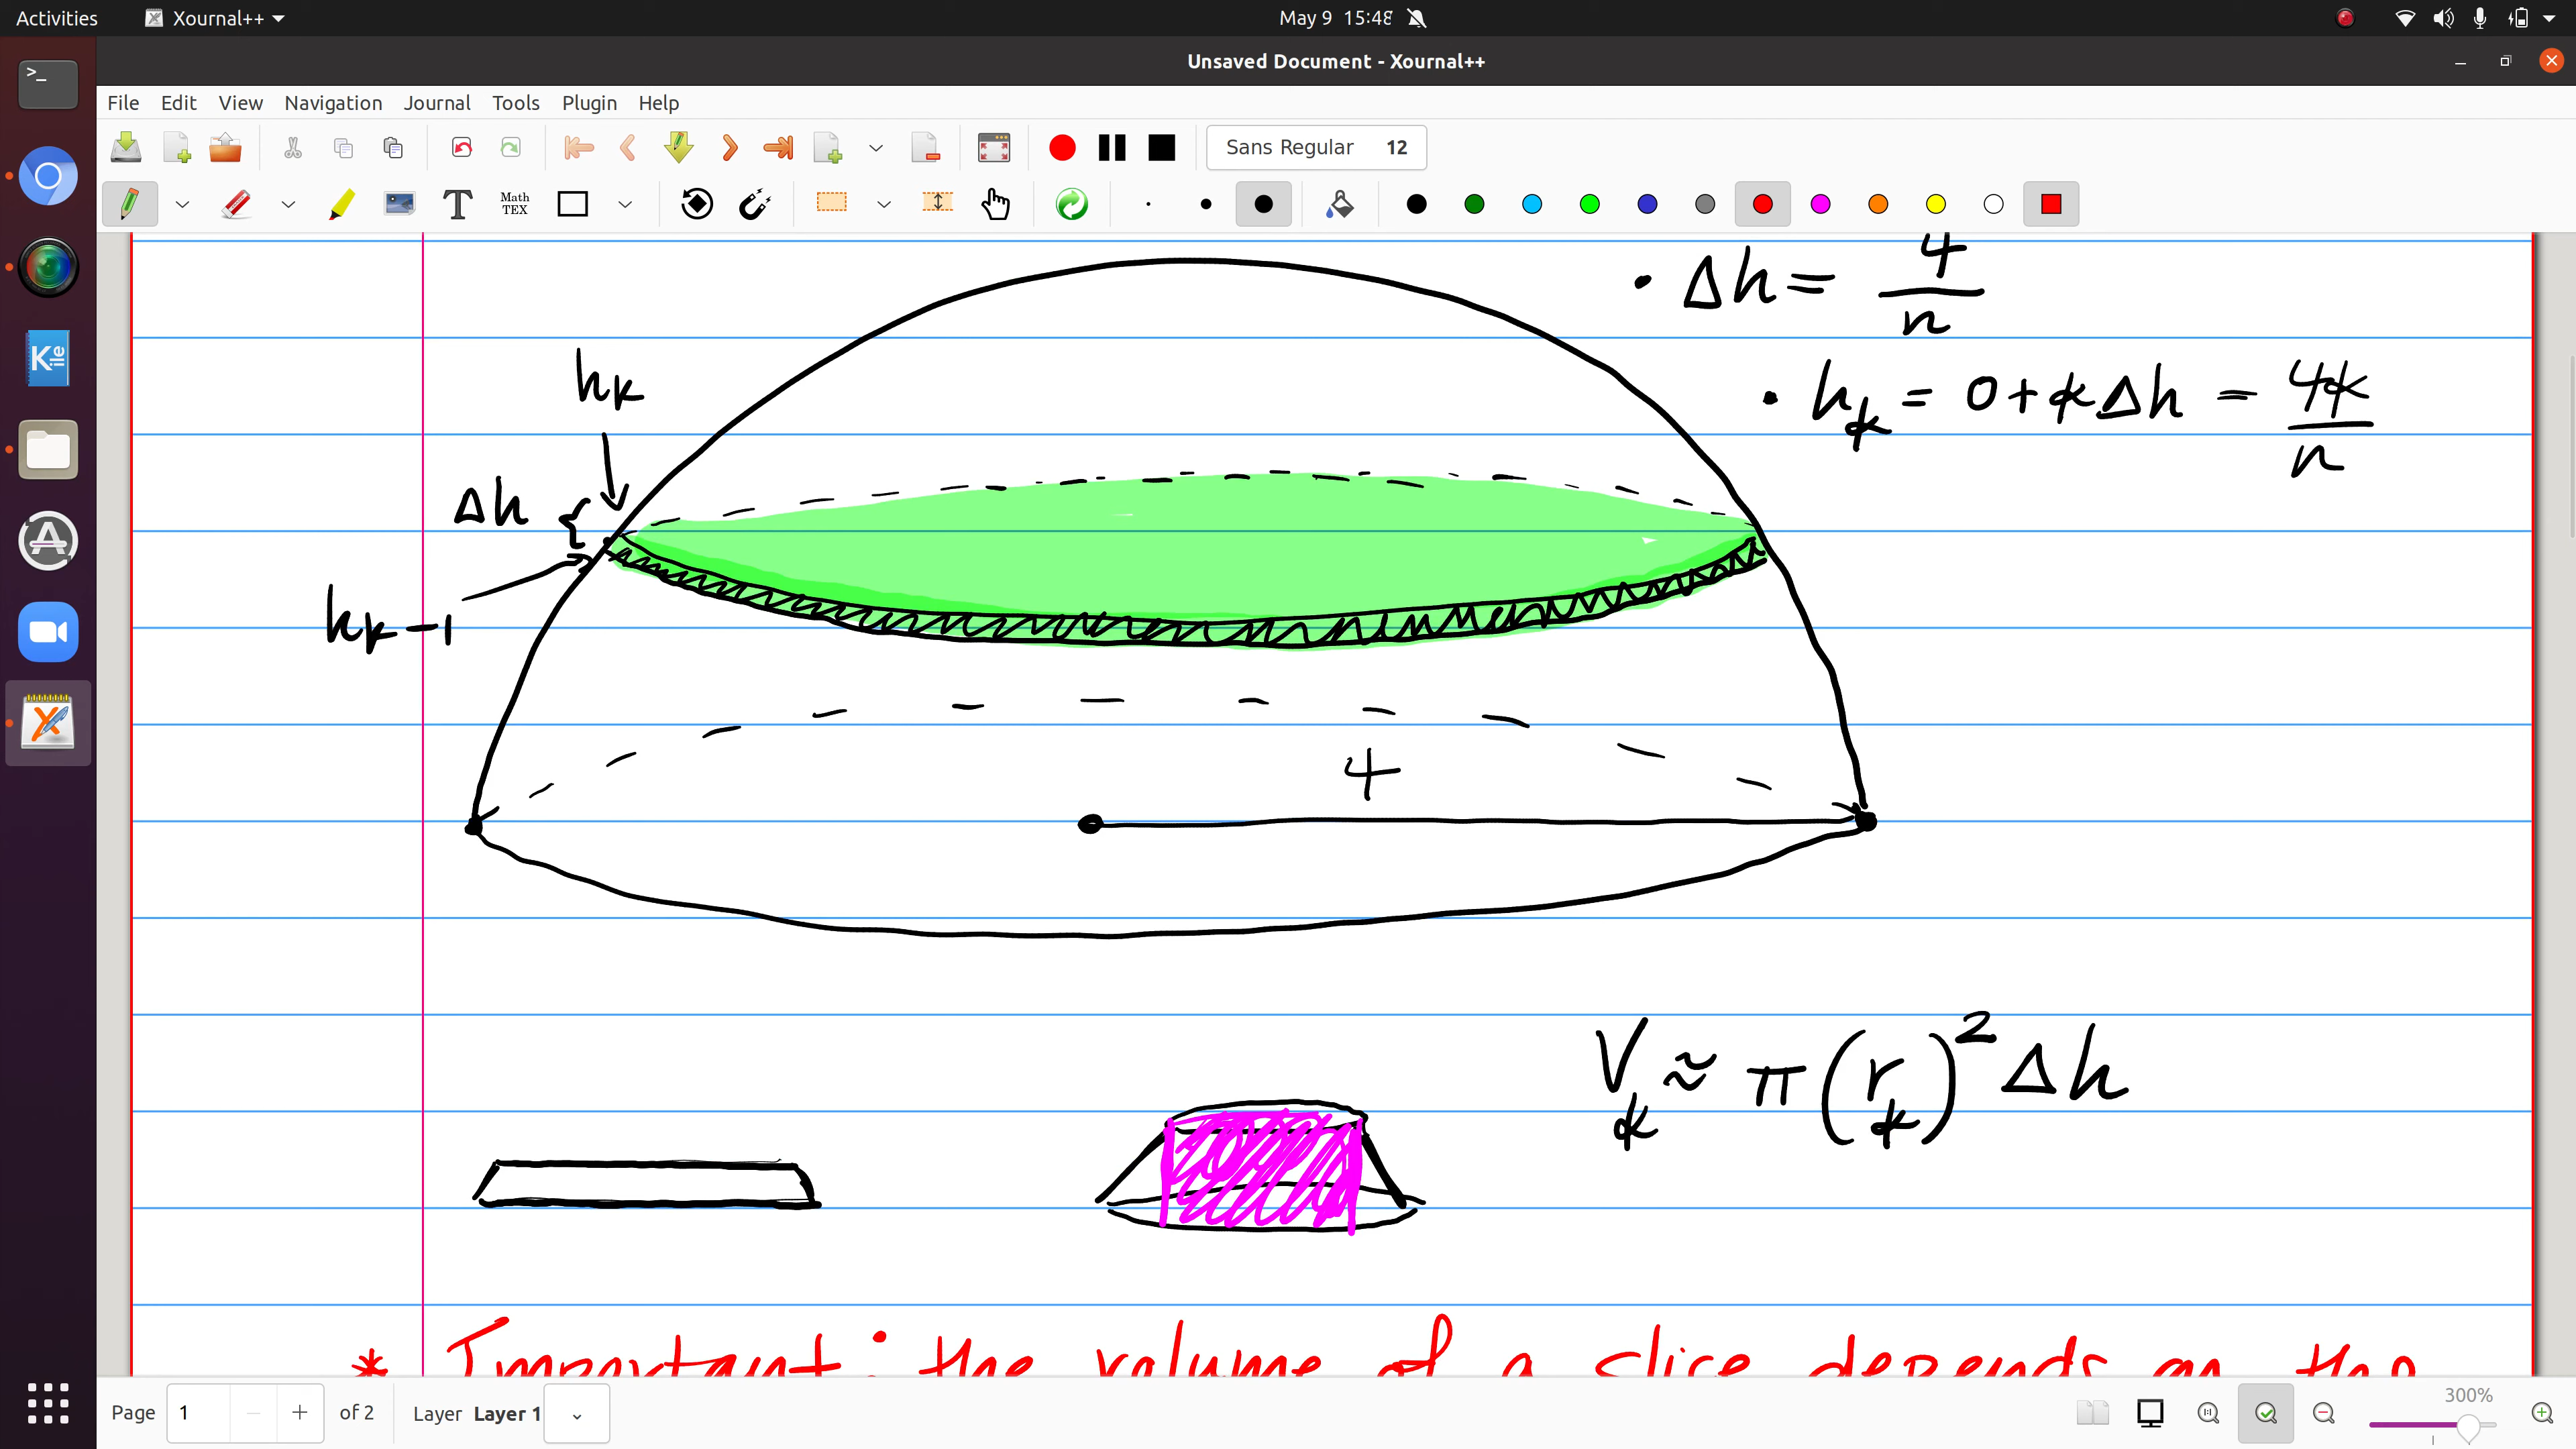 Activities Xournal++ May 9 15:48
Unsaved Document - Xournal++
File Edit View Navigation Journal Tools Plugin Help
Sans Regular 12
T Math TEX
>_
Kile
A
• Δh = 4/n
hk
• hk = 0 + kΔh = 4k/n
Δh {
hk-1
4
Vk ≈ π(rk)² Δh
* Important: the volume of a slice depends on the
Page 1 of 2 Layer Layer 1 300%